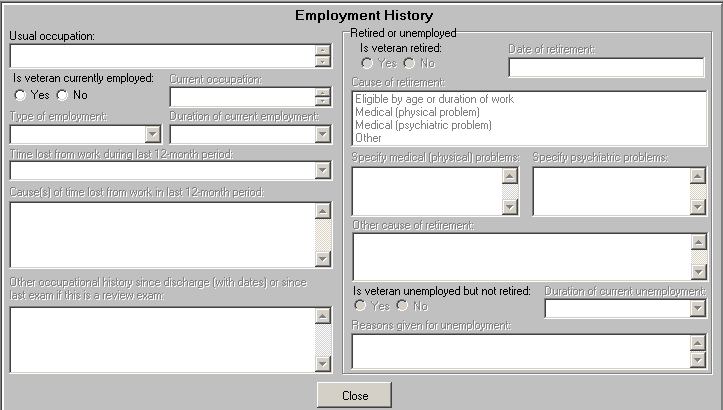 Employment History
Usual occupation:
Is veteran currently employed:
Yes No
Current occupation:
Type of employment:
Duration of current employment:
Time lost from work during last 12-month period:
Cause(s) of time lost from work in last 12-month period:
Other occupational history since discharge (with dates) or since
last exam if this is a review exam:
Retired or unemployed
Is veteran retired:
Yes No
Date of retirement:
Cause of retirement:
Eligible by age or duration of work
Medical (physical problem)
Medical (psychiatric problem)
Other
Specify medical (physical) problems:
Specify psychiatric problems:
Other cause of retirement:
Is veteran unemployed but not retired:
Yes No
Duration of current unemployment:
Reasons given for unemployment:
Close